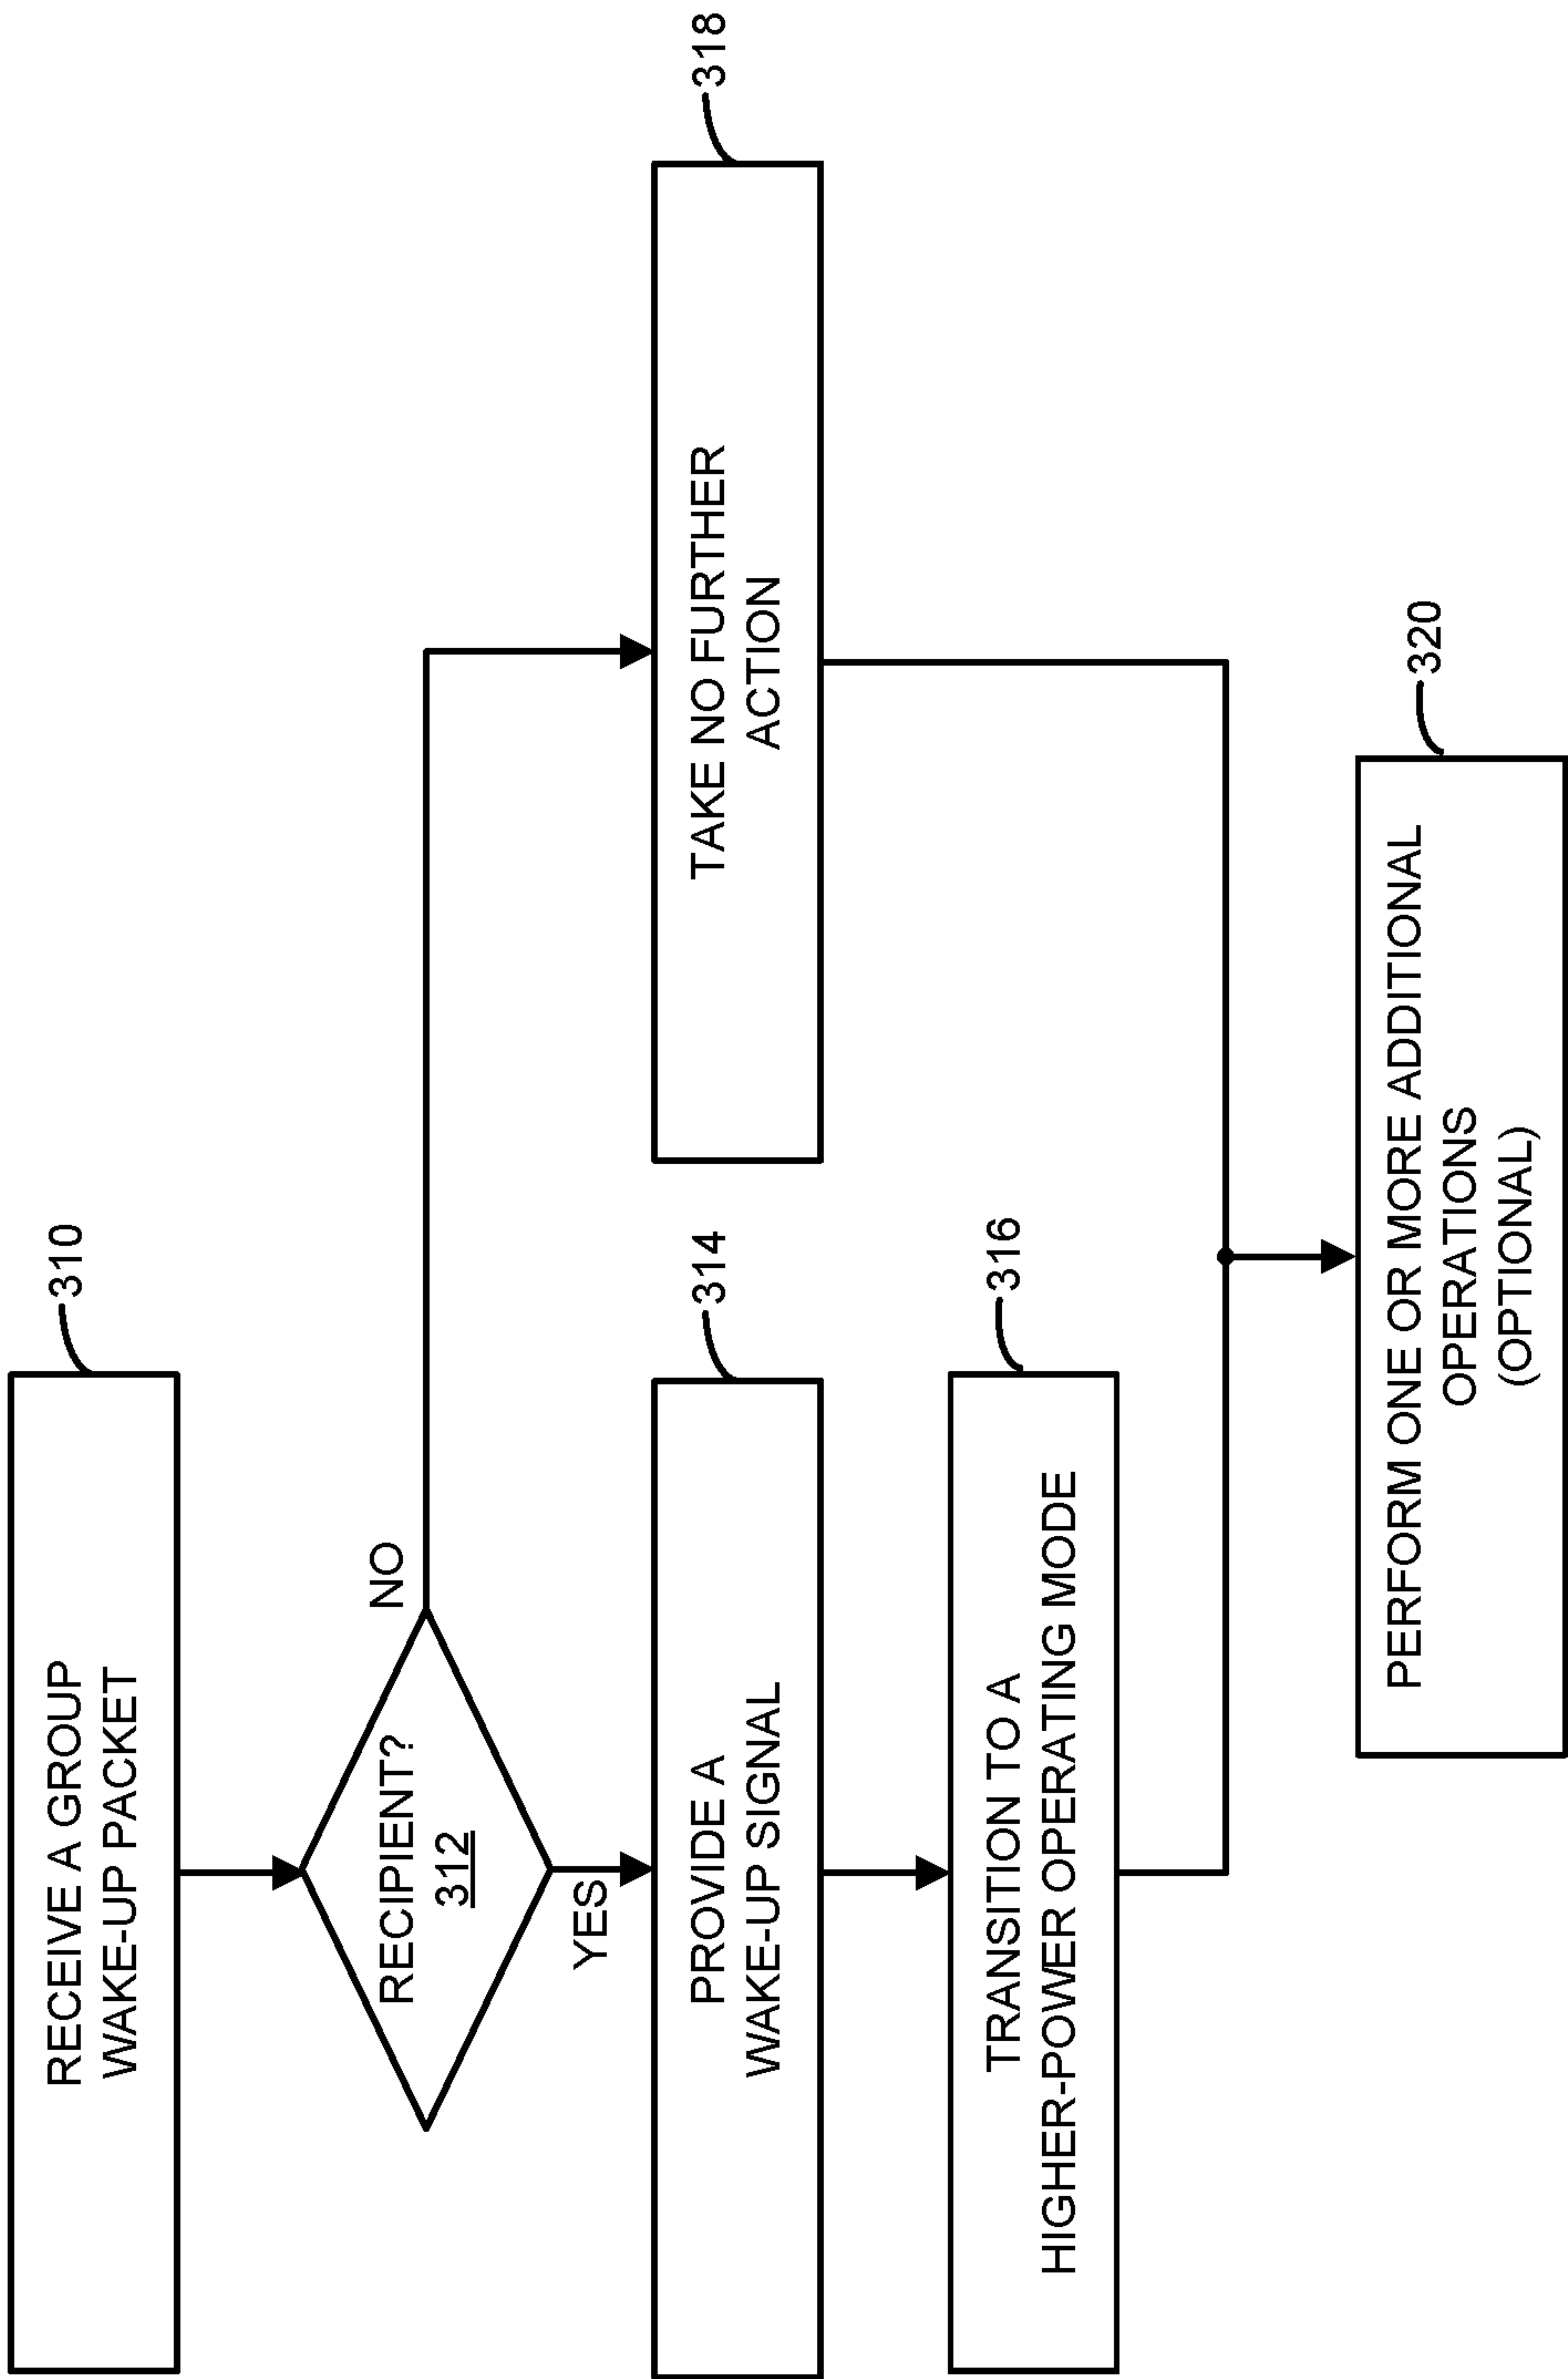 RECEIVE A GROUP
WAKE-UP PACKET
310
RECIPIENT?
312
NO
YES
PROVIDE A
WAKE-UP SIGNAL
314
TAKE NO FURTHER
ACTION
318
TRANSITION TO A
HIGHER-POWER OPERATING MODE
316
PERFORM ONE OR MORE ADDITIONAL
OPERATIONS
(OPTIONAL)
320